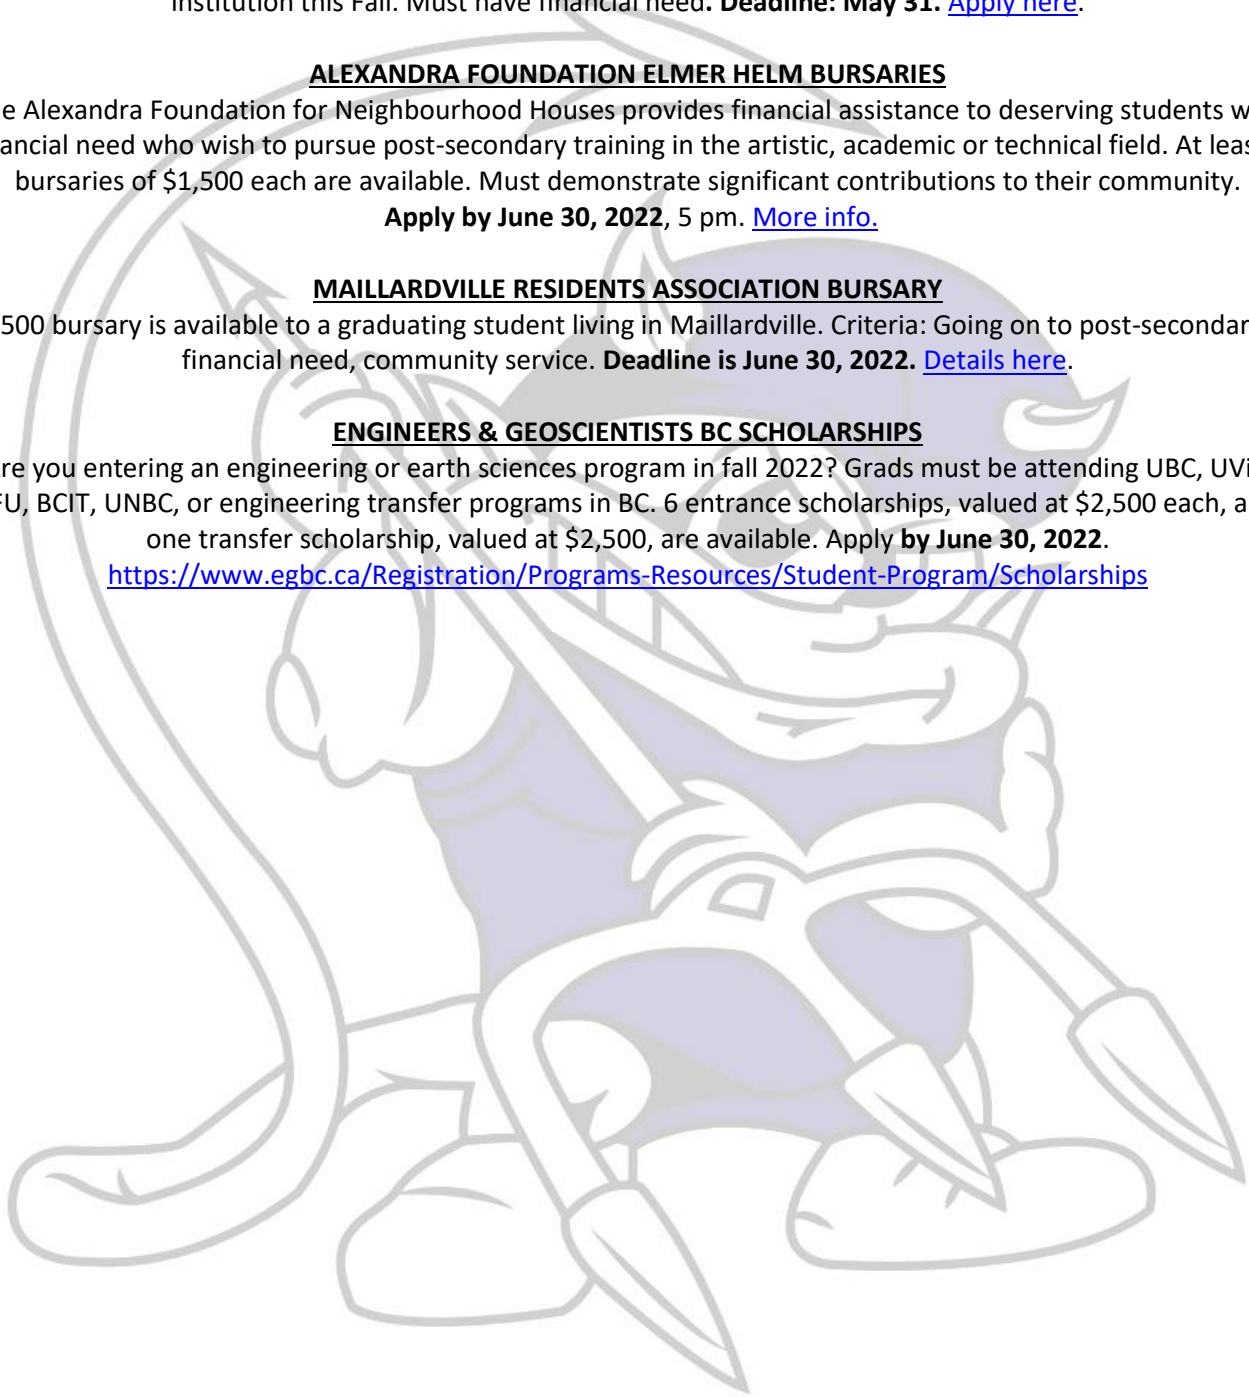 institution this Fall. Must have financial need. Deadline: May 31. Apply here.
ALEXANDRA FOUNDATION ELMER HELM BURSARIES
e Alexandra Foundation for Neighbourhood Houses provides financial assistance to deserving students w
ancial need who wish to pursue post-secondary training in the artistic, academic or technical field. At leas
bursaries of $1,500 each are available. Must demonstrate significant contributions to their community.
Apply by June 30, 2022, 5 pm. More info.
MAILLARDVILLE RESIDENTS ASSOCIATION BURSARY
500 bursary is available to a graduating student living in Maillardville. Criteria: Going on to post-secondar
financial need, community service. Deadline is June 30, 2022. Details here.
ENGINEERS & GEOSCIENTISTS BC SCHOLARSHIPS
re you entering an engineering or earth sciences program in fall 2022? Grads must be attending UBC, UVi
FU, BCIT, UNBC, or engineering transfer programs in BC. 6 entrance scholarships, valued at $2,500 each, a
one transfer scholarship, valued at $2,500, are available. Apply by June 30, 2022.
https://www.egbc.ca/Registration/Programs-Resources/Student-Program/Scholarships